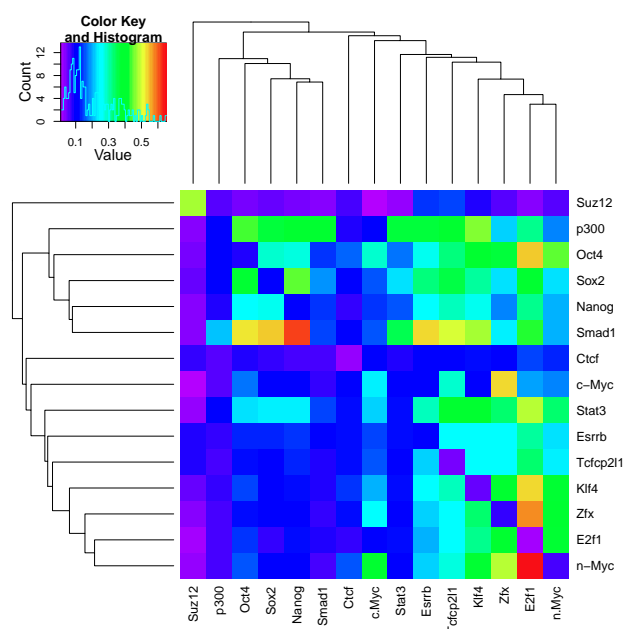 Color Key
and Histogram
Count
0 4 8 12
0.1 0.3 0.5
Value
Suz12
p300
Oct4
Sox2
Nanog
Smad1
Ctcf
c−Myc
Stat3
Esrrb
Tcfcp2l1
Klf4
Zfx
E2f1
n−Myc
Suz12
p300
Oct4
Sox2
Nanog
Smad1
Ctcf
c.Myc
Stat3
Esrrb
Tcfcp2l1
Klf4
Zfx
E2f1
n.Myc